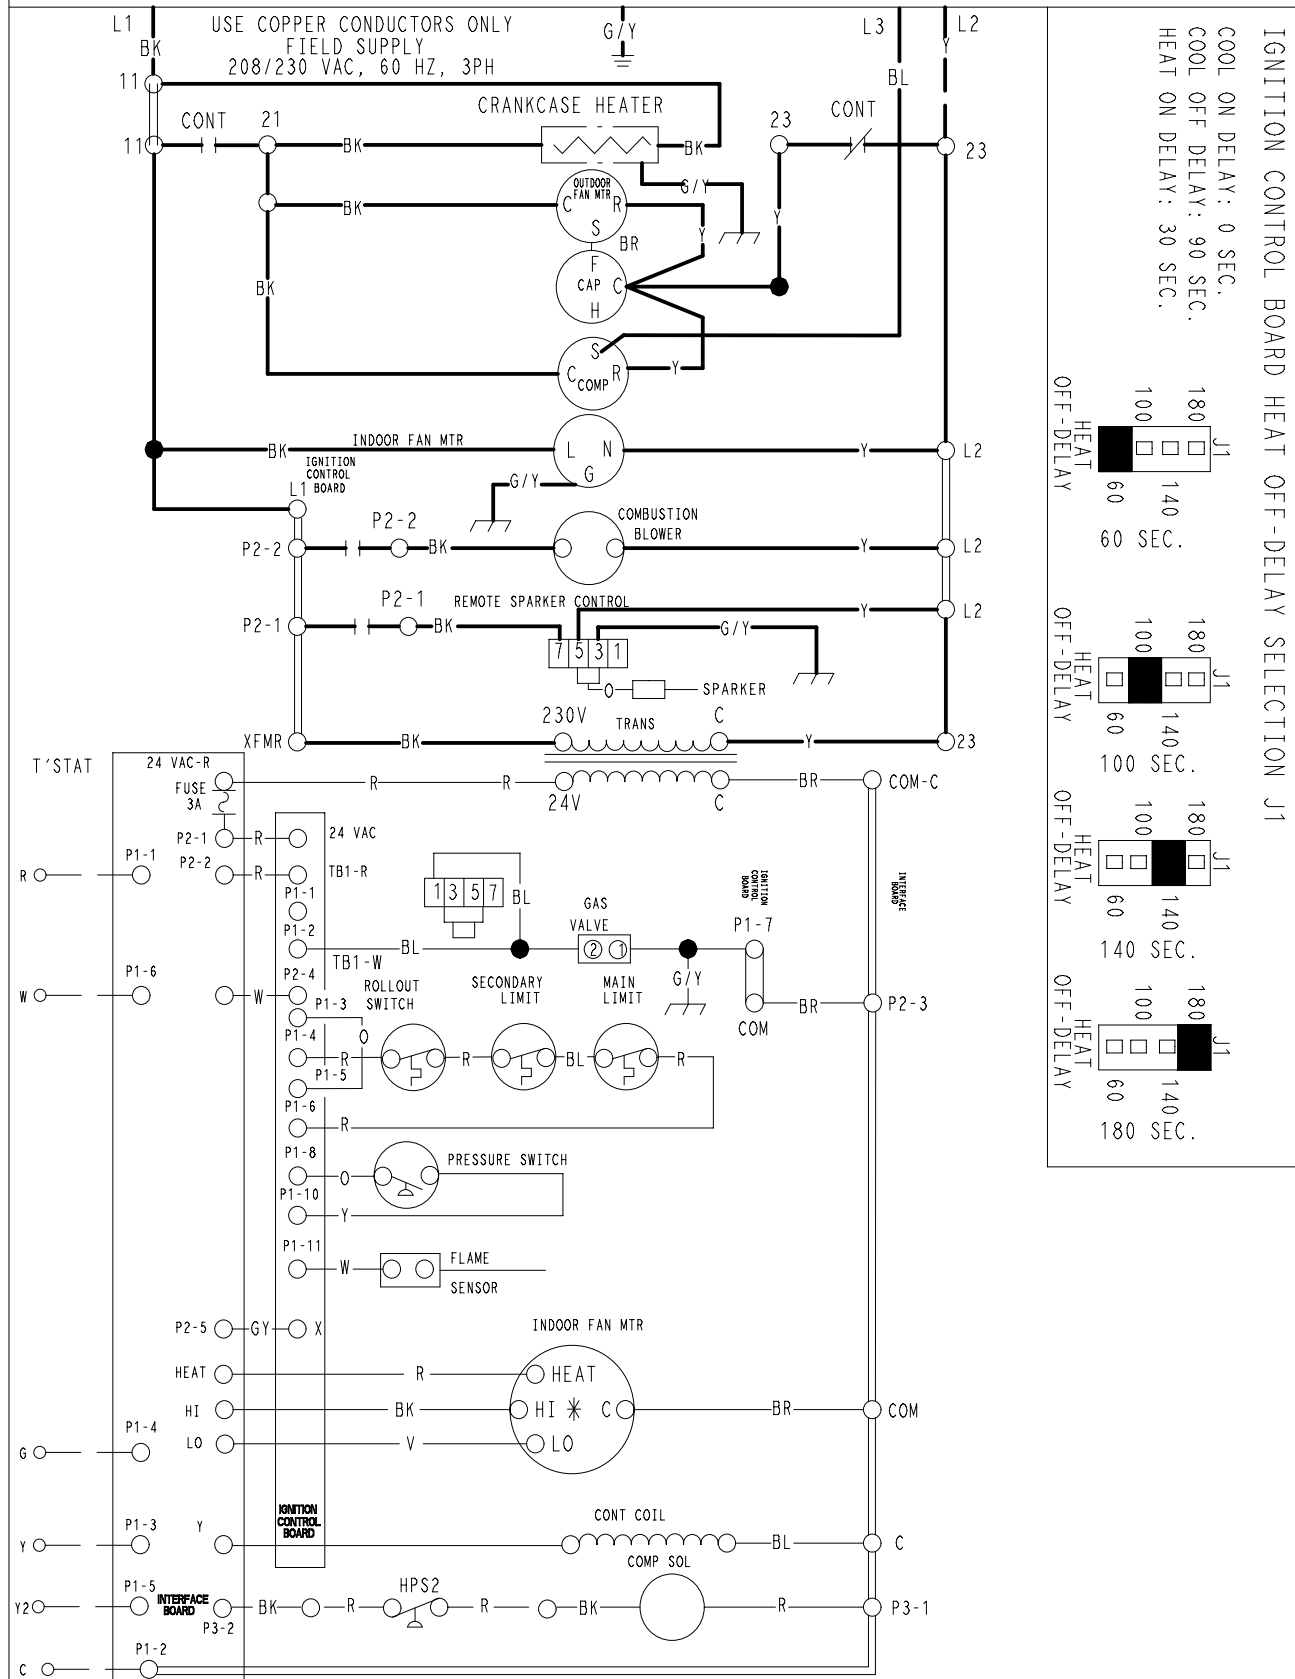 L1
USE COPPER CONDUCTORS ONLY
FIELD SUPPLY
208/230 VAC, 60 HZ, 3PH
BK
G/Y
L3
L2
Y
BL
11
CRANKCASE HEATER
CONT
CONT
21
23
11
BK
BK
23
OUTDOOR
FAN MTR
G/Y
C
R
BK
S
BR
Y
Y
F
CAP
C
BK
H
S
C
COMP
R
Y
INDOOR FAN MTR
BK
L
N
Y
L2
IGNITION
CONTROL
BOARD
G
G/Y
L1
P2-2
COMBUSTION
BLOWER
P2-2
BK
Y
L2
P2-1
REMOTE SPARKER CONTROL
Y
L2
P2-1
BK
G/Y
7
5
3
1
O
SPARKER
230V
TRANS
C
XFMR
BK
Y
23
T'STAT
24 VAC-R
R
R
BR
COM-C
FUSE
3A
24V
C
P2-1
R
24 VAC
P1-1
P2-2
R
R
TB1-R
P1-1
1
3
5
7
BL
GAS
VALVE
IGNITION
CONTROL
BOARD
INTERFACE
BOARD
P1-2
P1-7
BL
2
1
TB1-W
P1-6
P2-4
ROLLOUT
SWITCH
SECONDARY
LIMIT
MAIN
LIMIT
G/Y
W
W
P1-3
COM
BR
P2-3
O
P1-4
R
R
BL
R
P1-5
P1-6
R
P1-8
PRESSURE SWITCH
O
P1-10
Y
P1-11
FLAME
SENSOR
W
P2-5
GY
X
INDOOR FAN MTR
HEAT
R
HEAT
HI
BK
HI
*
C
BR
COM
P1-4
LO
V
LO
G
IGNITION
CONTROL
BOARD
P1-3
Y
CONT COIL
Y
BL
C
COMP SOL
P1-5
INTERFACE
BOARD
HPS2
Y2
BK
R
R
BK
R
P3-1
P3-2
P1-2
C
IGNITION CONTROL BOARD HEAT OFF-DELAY SELECTION J1
COOL ON DELAY: 0 SEC.
COOL OFF DELAY: 90 SEC.
HEAT ON DELAY: 30 SEC.
J1
180
100
140
60
HEAT
OFF-DELAY
60 SEC.
J1
180
100
140
60
HEAT
OFF-DELAY
100 SEC.
J1
180
100
140
60
HEAT
OFF-DELAY
140 SEC.
J1
180
100
140
60
HEAT
OFF-DELAY
180 SEC.